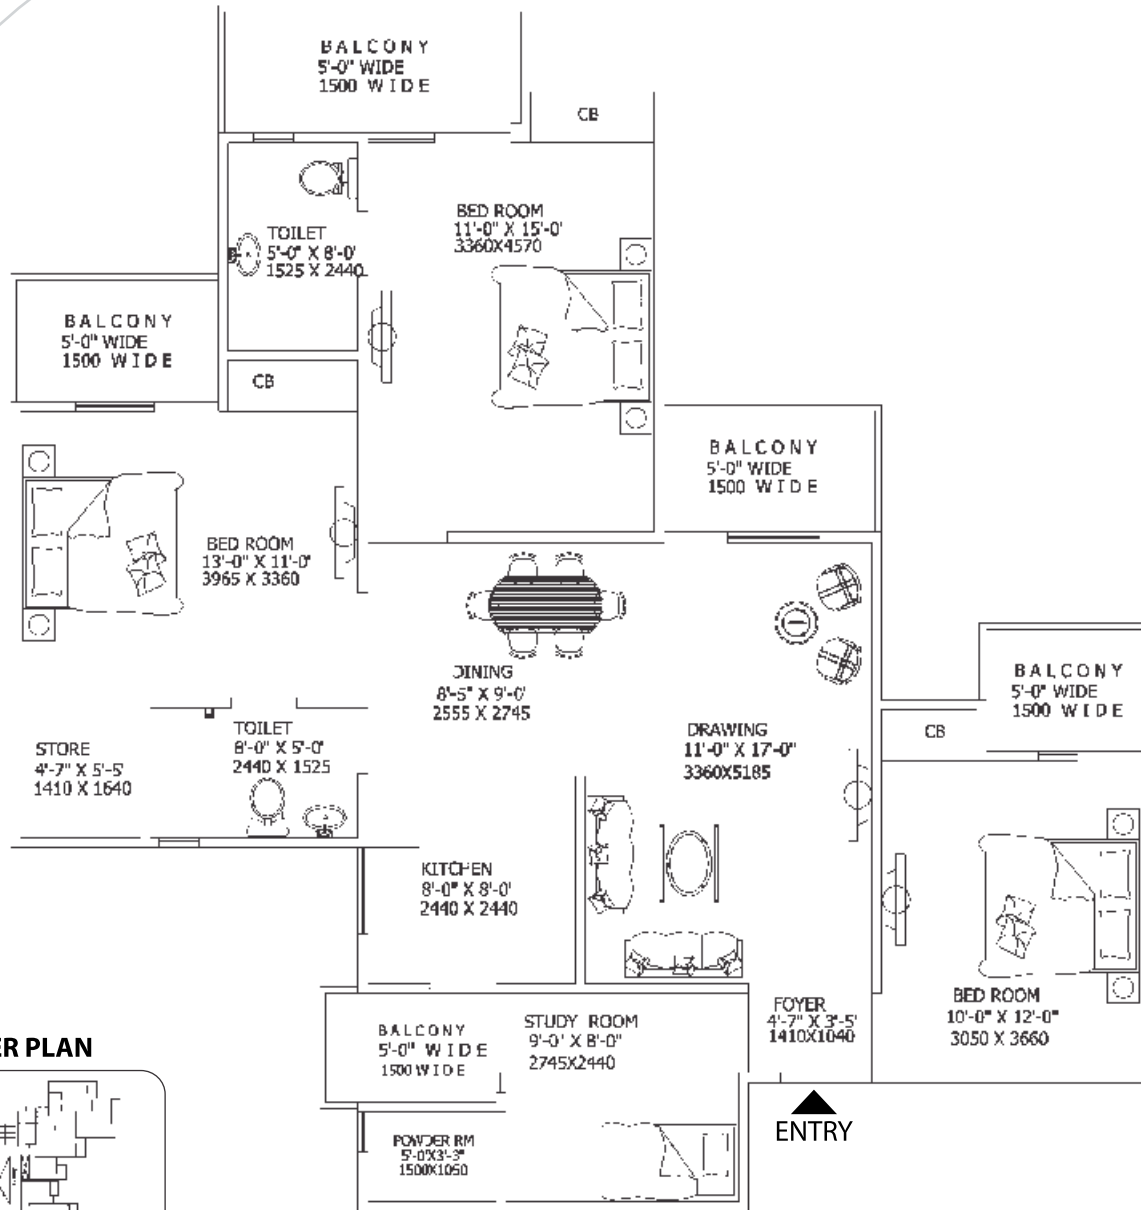 BALCONY
5'-0" WIDE
1500 WIDE
CB
BED ROOM
11'-0" X 15'-0'
3360X4570
TOILET
5'-0" X 8'-0'
1525 X 2440
BALCONY
5'-0" WIDE
1500 WIDE
CB
BALCONY
5'-0" WIDE
1500 WIDE
BED ROOM
13'-0" X 11'-0"
3965 X 3360
DINING
8'-5" X 9'-0'
2555 X 2745
BALCONY
5'-0" WIDE
1500 WIDE
CB
TOILET
8'-0" X 5'-0'
2440 X 1525
STORE
4'-7" X 5'-5'
1410 X 1640
DRAWING
11'-0" X 17'-0"
3360X5185
KITCHEN
8'-0" X 8'-0'
2440 X 2440
BED ROOM
10'-0" X 12'-0"
3050 X 3660
FOYER
4'-7" X 3'-5'
1410X1040
STUDY ROOM
9'-0' X 8'-0"
2745X2440
BALCONY
5'-0" WIDE
1500 WIDE
ER PLAN
ENTRY
POWDER RM
5'-0'X3'-3"
1500X1050